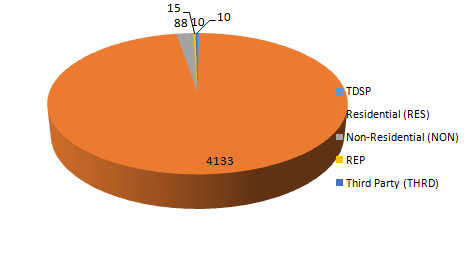 15
88 10 10
4133
TDSP
Residential (RES)
Non-Residential (NON)
REP
Third Party (THRD)